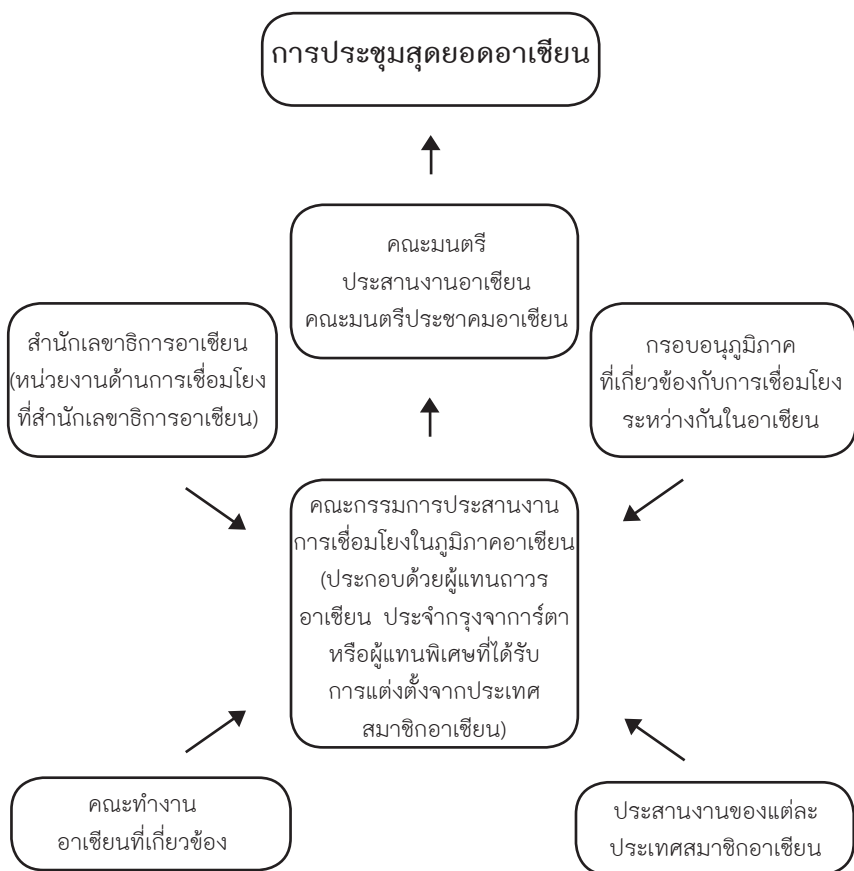 การประชุมสุดยอดอาเซียน
คณะมนตรี
ประสานงานอาเซียน
คณะมนตรีประชาคมอาเซียน
สำนักเลขาธิการอาเซียน
(หน่วยงานด้านการเชื่อมโยง
ที่สำนักเลขาธิการอาเซียน)
กรอบอนุภูมิภาค
ที่เกี่ยวข้องกับการเชื่อมโยง
ระหว่างกันในอาเซียน
คณะกรรมการประสานงาน
การเชื่อมโยงในภูมิภาคอาเซียน
(ประกอบด้วยผู้แทนถาวร
อาเซียน ประจำกรุงจาการ์ตา
หรือผู้แทนพิเศษที่ได้รับ
การแต่งตั้งจากประเทศ
สมาชิกอาเซียน)
คณะทำงาน
อาเซียนที่เกี่ยวข้อง
ประสานงานของแต่ละ
ประเทศสมาชิกอาเซียน